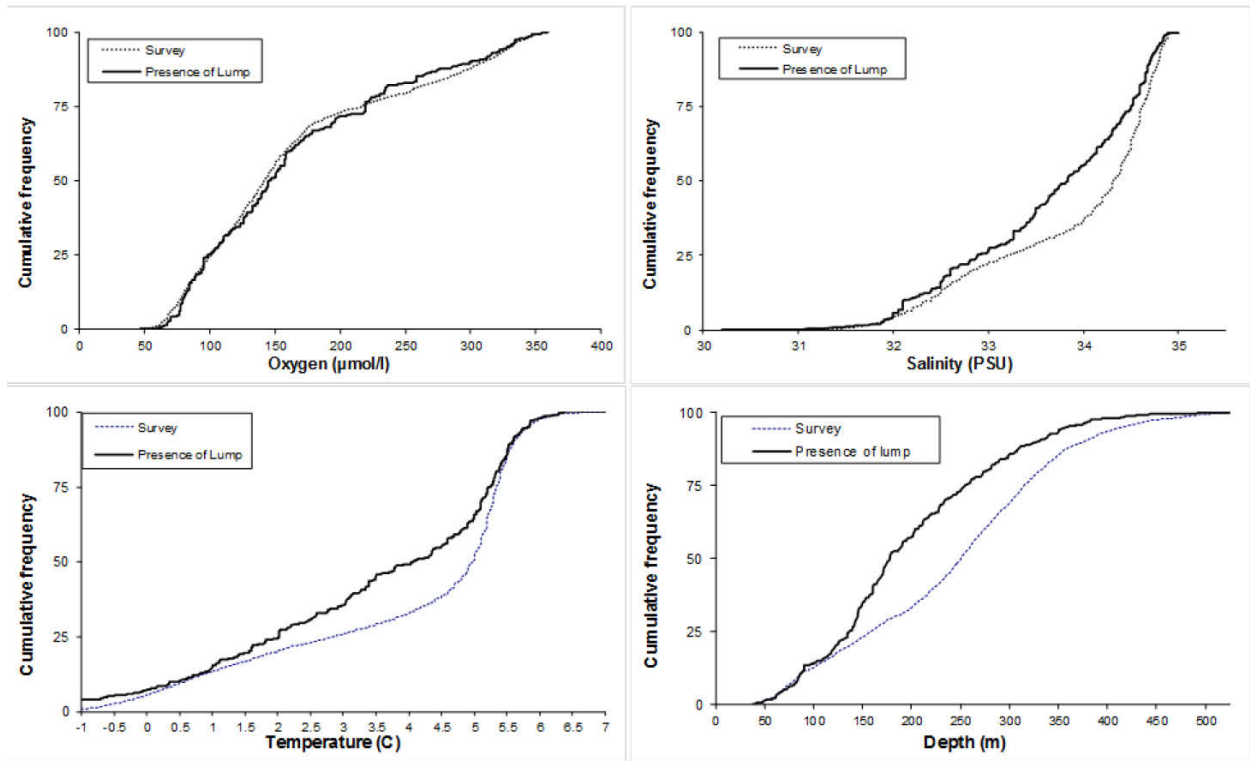 100
75
50
25
0
Cumulative frequency
Survey
Presence of Lump
0 50 100 150 200 250 300 350 400
Oxygen (µmol/l)
100
75
50
25
0
Cumulative frequency
Survey
Presence of Lump
30 31 32 33 34 35
Salinity (PSU)
100
75
50
25
0
Cumulative frequency
Survey
Presence of Lump
-1 -0.5 0 0.5 1 1.5 2 2.5 3 3.5 4 4.5 5 5.5 6 6.5 7
Temperature (C)
100
75
50
25
0
Cumulative frequency
Survey
Presence of lump
0 50 100 150 200 250 300 350 400 450 500
Depth (m)